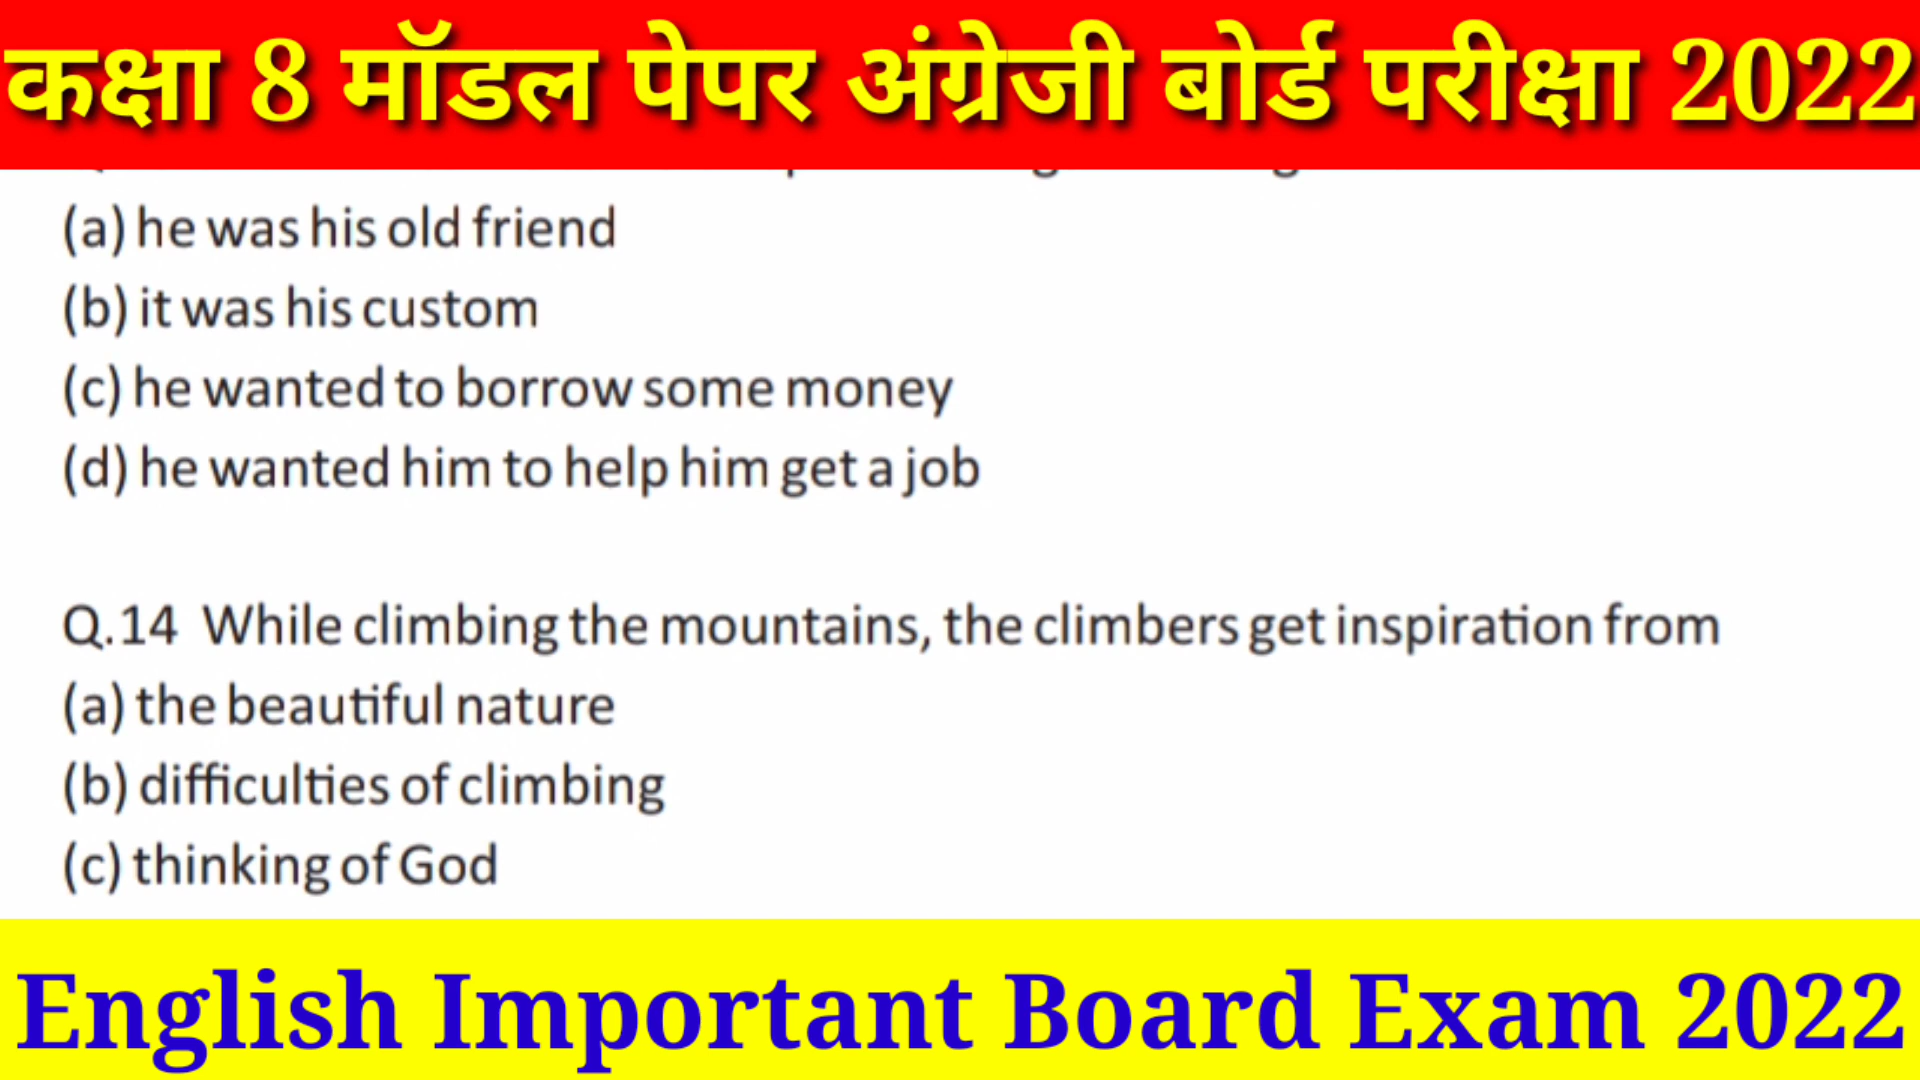 कक्षा 8 मॉडल पेपर अंग्रेजी बोर्ड परीक्षा 2022
(a) he was his old friend
(b) it was his custom
(c) he wanted to borrow some money
(d) he wanted him to help him get a job
Q.14 While climbing the mountains, the climbers get inspiration from
(a) the beautiful nature
(b) difficulties of climbing
(c) thinking of God
English Important Board Exam 2022